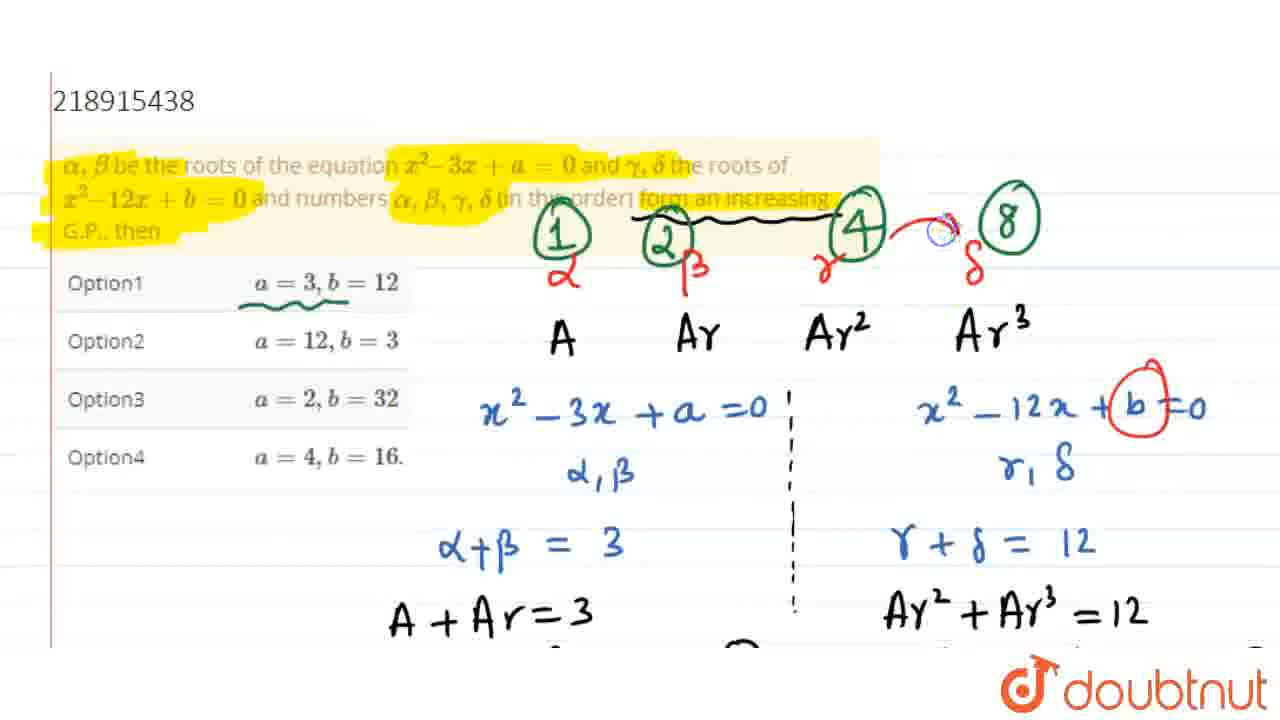 218915438
α, β be the roots of the equation x²–3x + a = 0 and γ, δ the roots of
x²–12x + b = 0 and numbers α, β, γ, δ (in this order) form an increasing
G.P., then
1 2 4 8
α β γ δ
A Ar Ar² Ar³
Option1 a = 3, b = 12
Option2 a = 12, b = 3
Option3 a = 2, b = 32
Option4 a = 4, b = 16.
x² – 3x + a = 0
α, β
α + β = 3
A + Ar = 3
x² – 12x + b = 0
γ, δ
γ + δ = 12
Ar² + Ar³ = 12
doubtnut